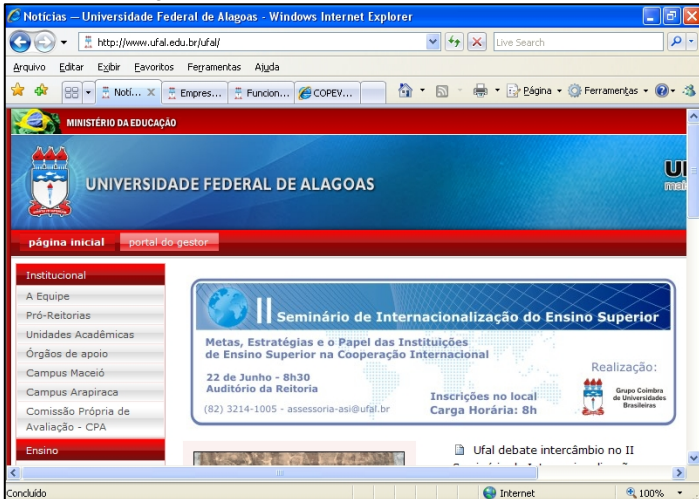 Notícias — Universidade Federal de Alagoas - Windows Internet Explorer
http://www.ufal.edu.br/ufal/
Live Search
Arquivo Editar Exibir Favoritos Ferramentas Ajuda
Notí... Empres... Funcion... COPEV... Página Ferramentas
MINISTÉRIO DA EDUCAÇÃO
UNIVERSIDADE FEDERAL DE ALAGOAS
página inicial portal do gestor
Institucional
A Equipe
Pró-Reitorias
Unidades Acadêmicas
Órgãos de apoio
Campus Maceió
Campus Arapiraca
Comissão Própria de
Avaliação - CPA
Ensino
II Seminário de Internacionalização do Ensino Superior
Metas, Estratégias e o Papel das Instituições
de Ensino Superior na Cooperação Internacional
22 de Junho - 8h30
Auditório da Reitoria
(82) 3214-1005 - assessoria-asi@ufal.br
Inscrições no local
Carga Horária: 8h
Realização:
Grupo Coimbra
de Universidades
Brasileiras
Ufal debate intercâmbio no II
Concluído
Internet
100%